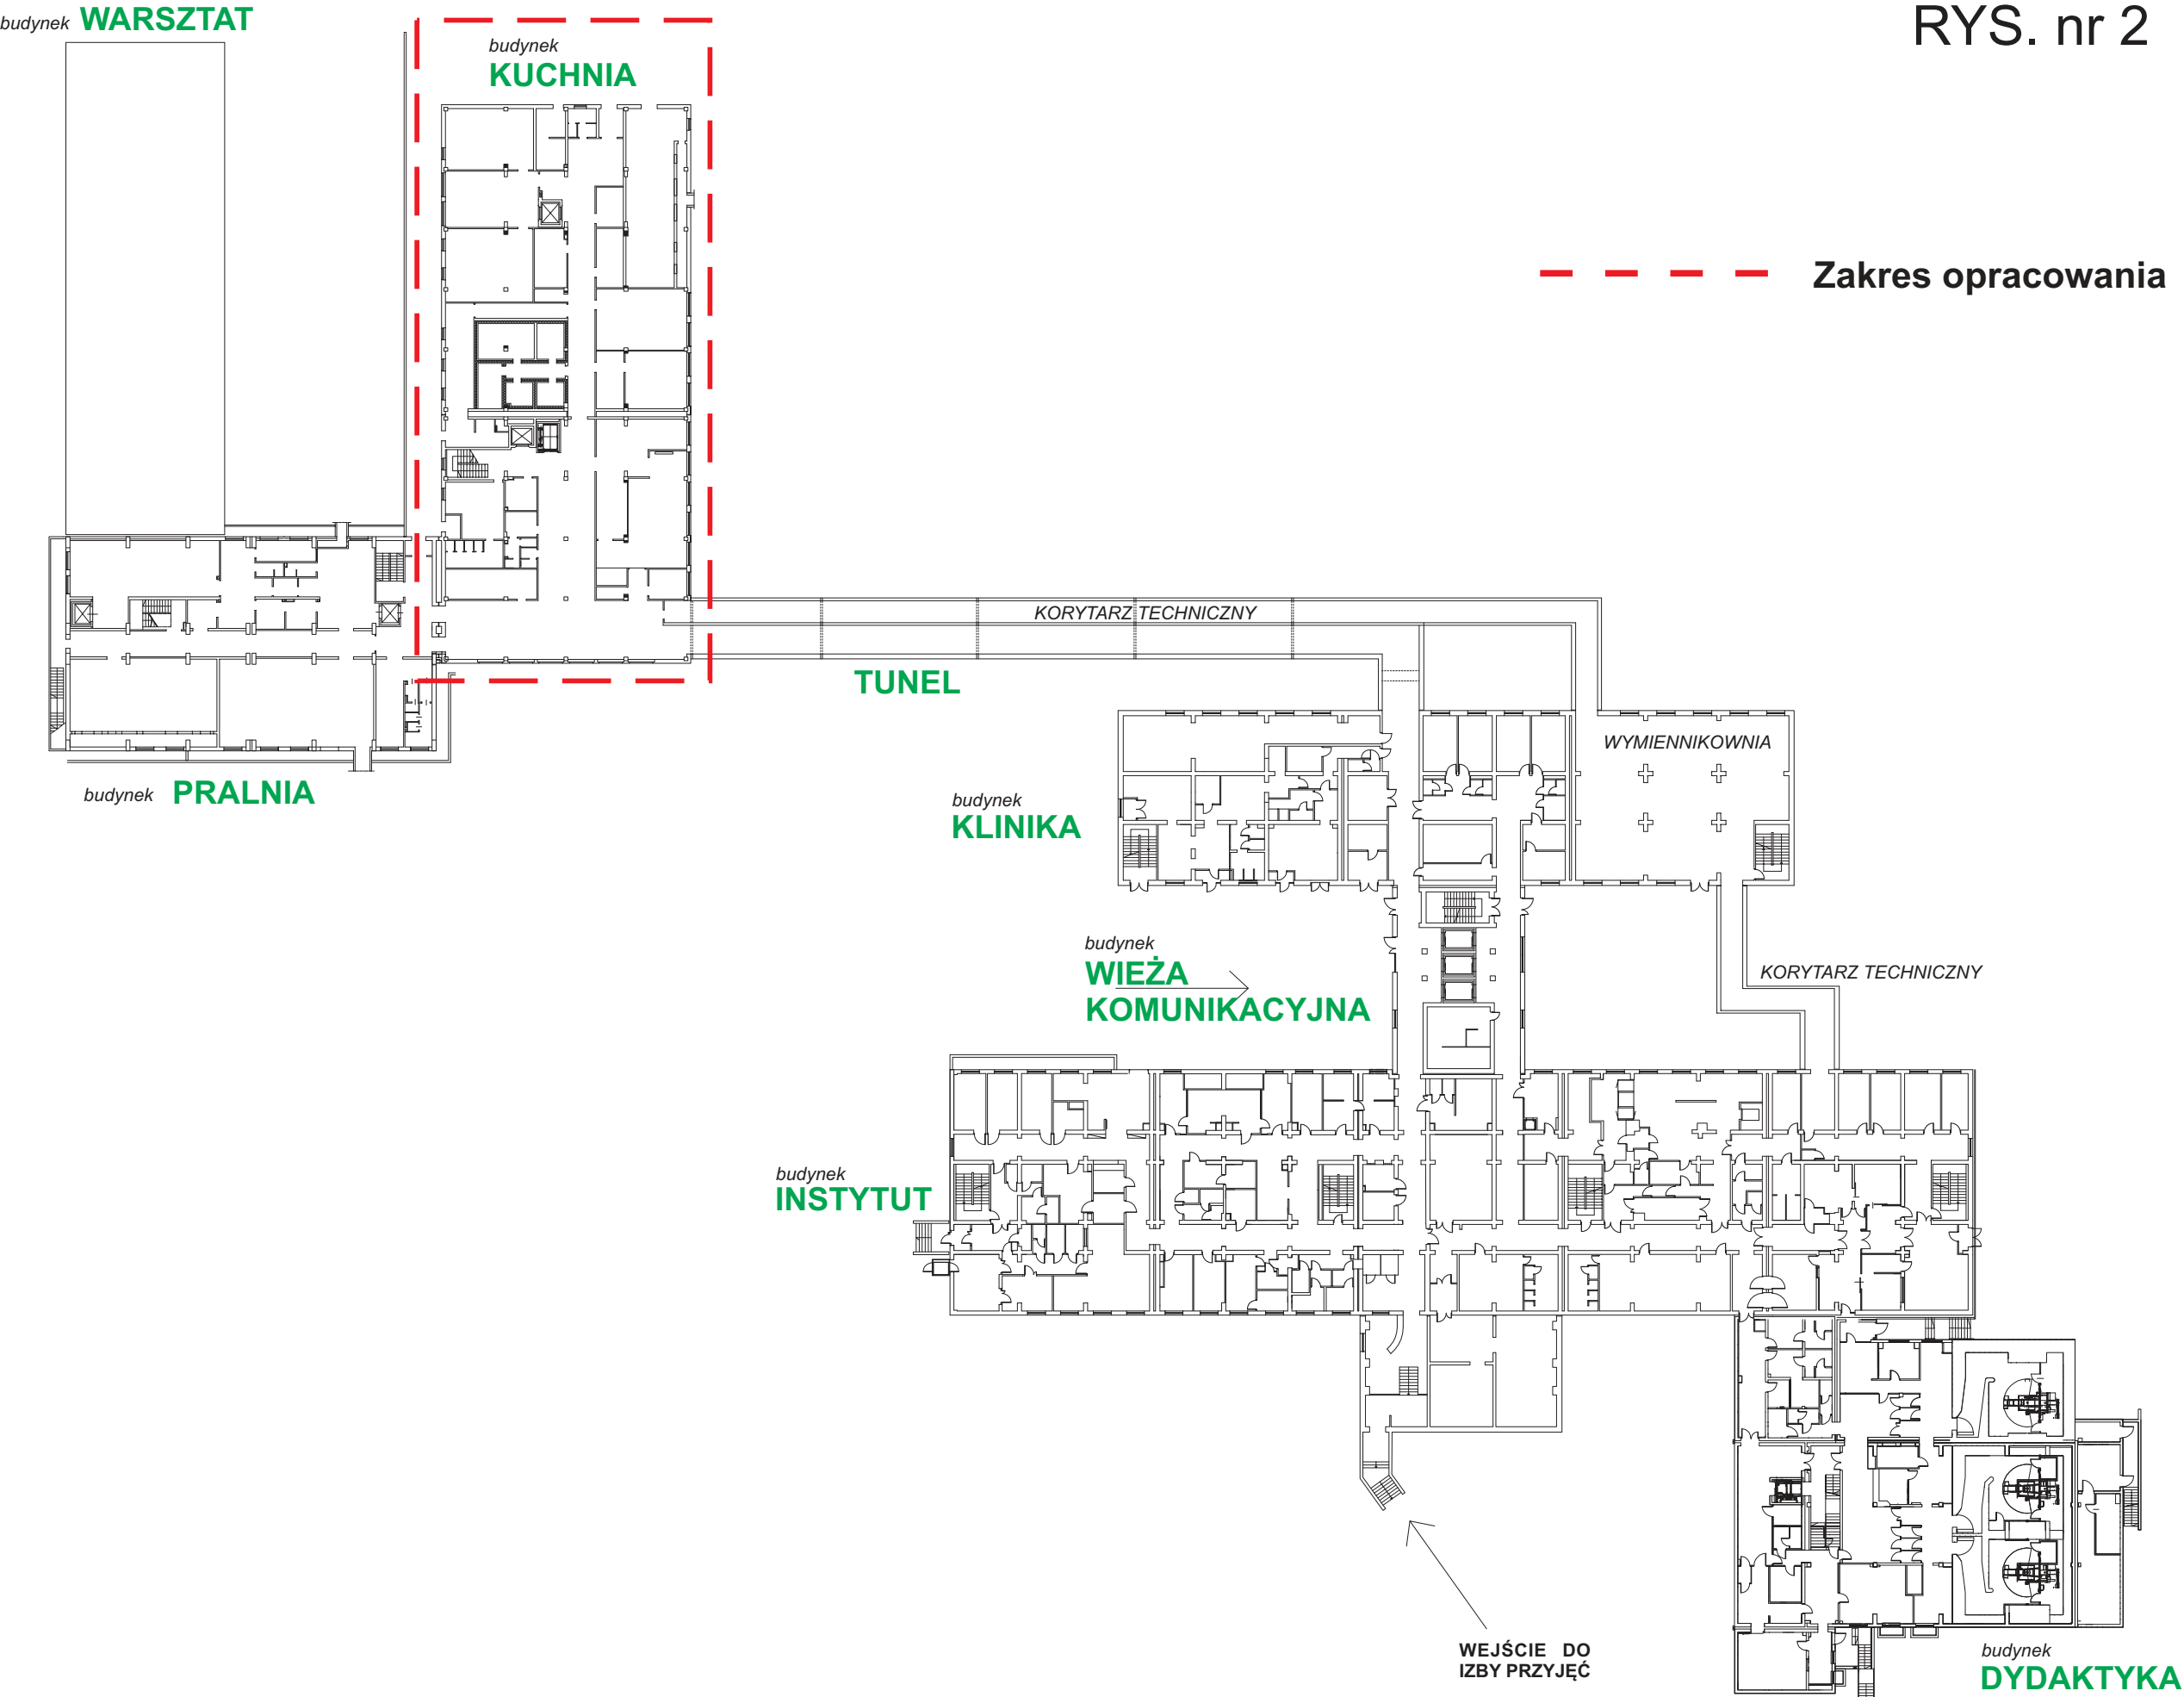 RYS. nr 2
budynek WARSZTAT
budynek
KUCHNIA
Zakres opracowania
KORYTARZ TECHNICZNY
TUNEL
WYMIENNIKOWNIA
budynek PRALNIA
budynek
KLINIKA
budynek
WIEŻA
KOMUNIKACYJNA
KORYTARZ TECHNICZNY
budynek
INSTYTUT
WEJŚCIE DO
IZBY PRZYJĘĆ
budynek
DYDAKTYKA